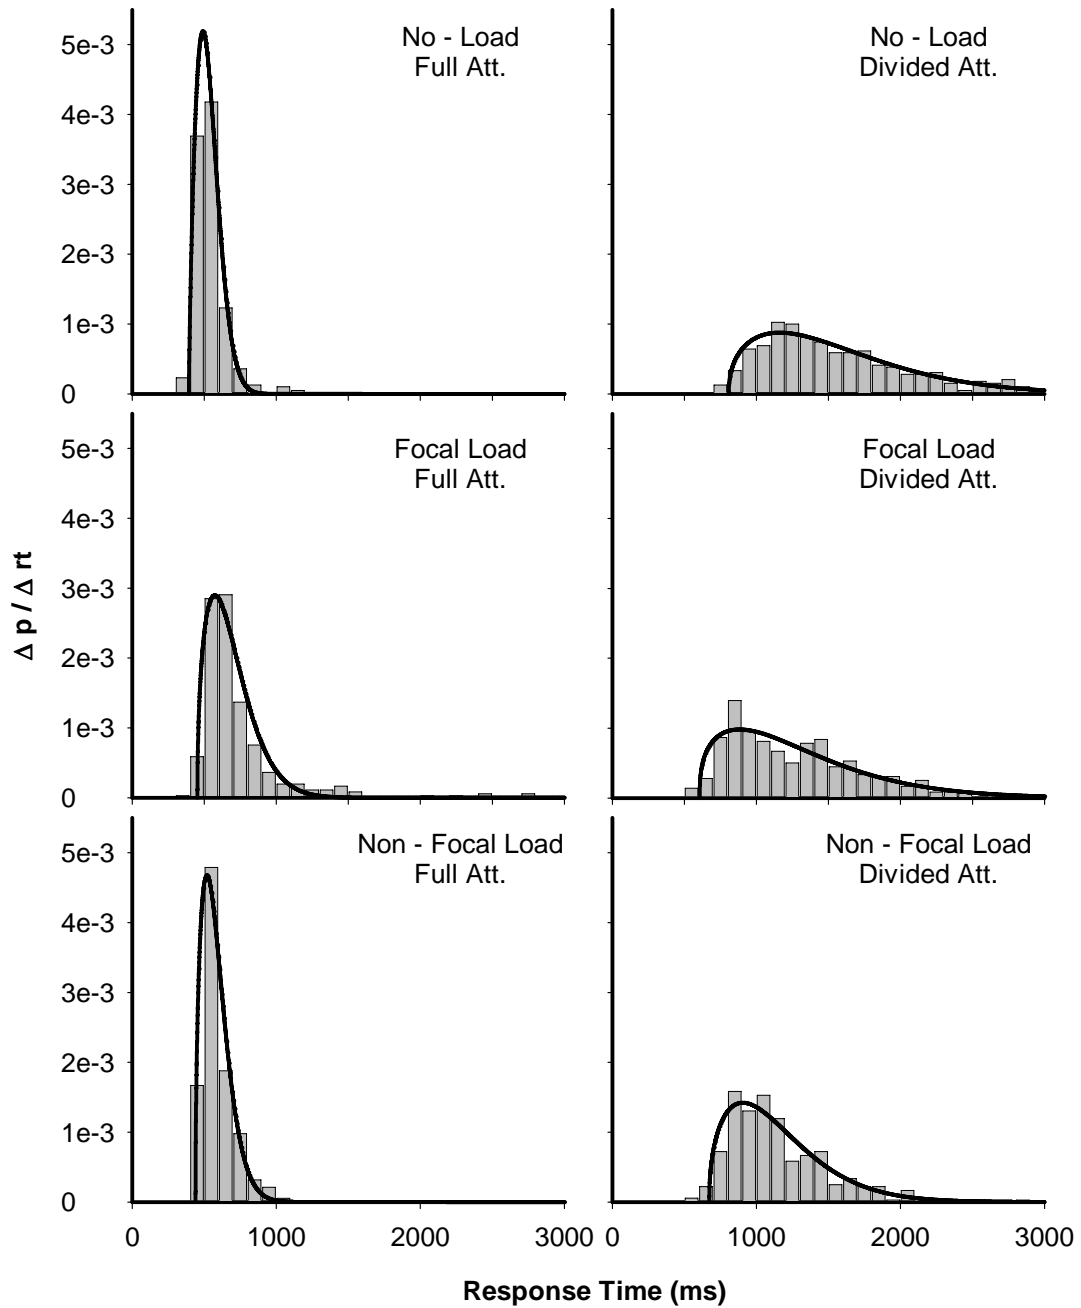 No - Load
Full Att.
No - Load
Divided Att.
5e-3
4e-3
3e-3
2e-3
1e-3
0
Focal Load
Full Att.
Focal Load
Divided Att.
5e-3
4e-3
3e-3
2e-3
1e-3
0
Δ p / Δ rt
Non - Focal Load
Full Att.
Non - Focal Load
Divided Att.
5e-3
4e-3
3e-3
2e-3
1e-3
0
0 1000 2000 3000 0 1000 2000 3000
Response Time (ms)